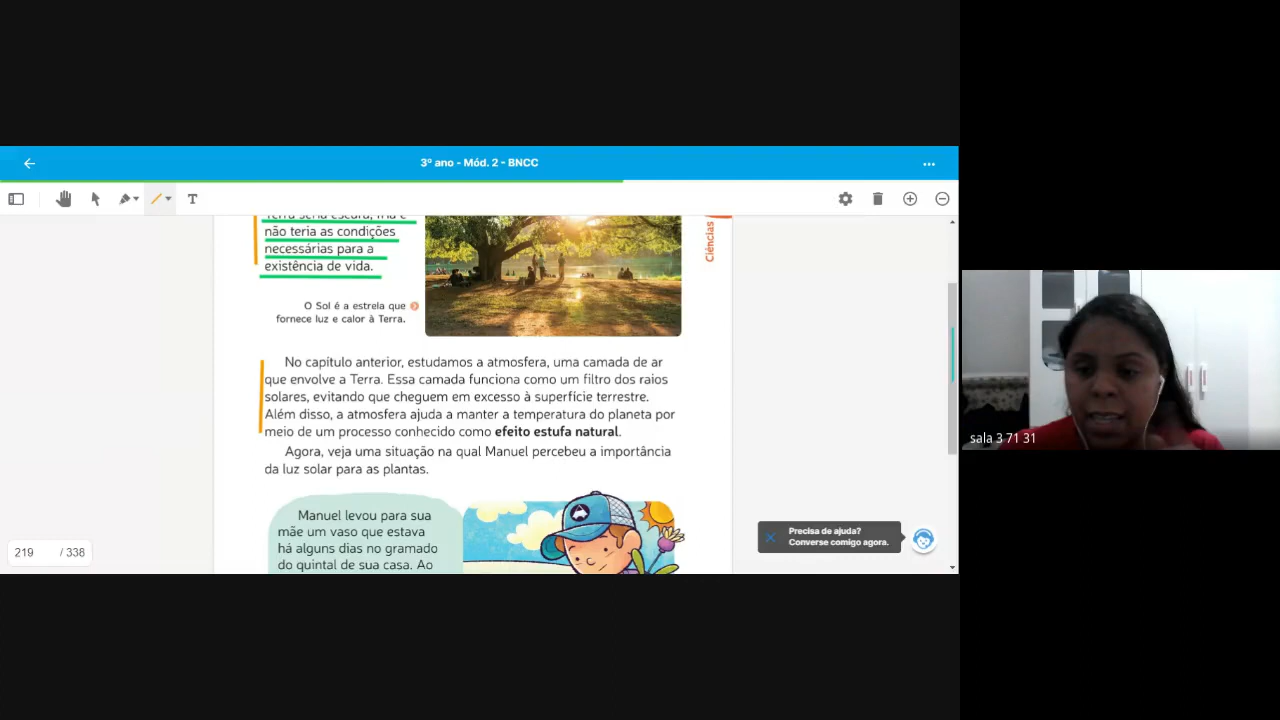 3º ano - Mód. 2 - BNCC
T
Terra seria escura, fria e
não teria as condições
necessárias para a
existência de vida.
Ciências
O Sol é a estrela que
fornece luz e calor à Terra.
No capítulo anterior, estudamos a atmosfera, uma camada de ar
que envolve a Terra. Essa camada funciona como um filtro dos raios
solares, evitando que cheguem em excesso à superfície terrestre.
Além disso, a atmosfera ajuda a manter a temperatura do planeta por
meio de um processo conhecido como efeito estufa natural.
Agora, veja uma situação na qual Manuel percebeu a importância
da luz solar para as plantas.
Manuel levou para sua
mãe um vaso que estava
há alguns dias no gramado
do quintal de sua casa. Ao
219 / 338
Precisa de ajuda?
Converse comigo agora.
sala 3 71 31